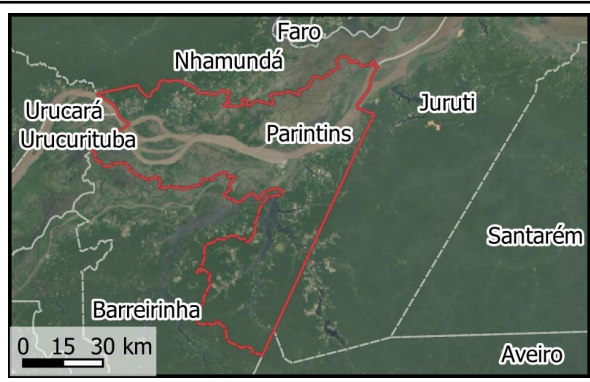 Faro
Nhamundá
Urucará
Juruti
Urucurituba
Parintins
Santarém
Barreirinha
0 15 30 km
Aveiro